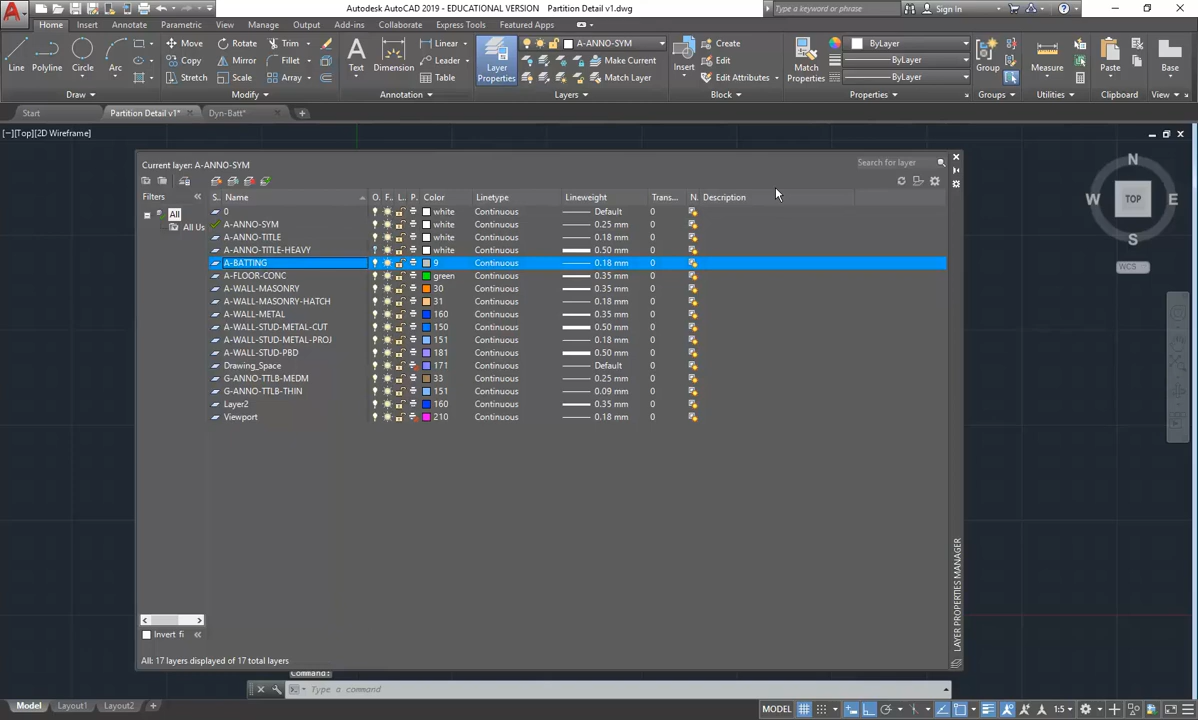 Autodesk AutoCAD 2019 - EDUCATIONAL VERSION Partition Detail v1.dwg
Type a keyword or phrase
Sign In
Home Insert Annotate Parametric View Manage Output Add-ins Collaborate Express Tools Featured Apps
Line Polyline Circle Arc
Move Rotate Trim
Copy Mirror Fillet
Stretch Scale Array
Text Dimension
Linear
Leader
Table
Layer Properties
A-ANNO-SYM
Make Current
Match Layer
Insert
Create
Edit
Edit Attributes
Match Properties
ByLayer
ByLayer
ByLayer
Group
Measure
Paste
Base
Draw Modify Annotation Layers Block Properties Groups Utilities Clipboard View
Start Partition Detail v1* Dyn-Batt*
[−][Top][2D Wireframe]
Current layer: A-ANNO-SYM
Search for layer
Filters
All
All Us
S.. Name O. F.. L.. P. Color Linetype Lineweight Trans... N. Description
0 white Continuous Default 0
A-ANNO-SYM white Continuous 0.25 mm 0
A-ANNO-TITLE white Continuous 0.18 mm 0
A-ANNO-TITLE-HEAVY white Continuous 0.50 mm 0
A-BATTING 9 Continuous 0.18 mm 0
A-FLOOR-CONC green Continuous 0.35 mm 0
A-WALL-MASONRY 30 Continuous 0.35 mm 0
A-WALL-MASONRY-HATCH 31 Continuous 0.18 mm 0
A-WALL-METAL 160 Continuous 0.35 mm 0
A-WALL-STUD-METAL-CUT 150 Continuous 0.50 mm 0
A-WALL-STUD-METAL-PROJ 151 Continuous 0.18 mm 0
A-WALL-STUD-PBD 181 Continuous 0.50 mm 0
Drawing_Space 171 Continuous Default 0
G-ANNO-TTLB-MEDM 33 Continuous 0.25 mm 0
G-ANNO-TTLB-THIN 151 Continuous 0.09 mm 0
Layer2 160 Continuous 0.35 mm 0
Viewport 210 Continuous 0.18 mm 0
Invert fi
All: 17 layers displayed of 17 total layers
LAYER PROPERTIES MANAGER
N
W TOP E
S
WCS
Command:
Type a command
Model Layout1 Layout2
MODEL 1:5